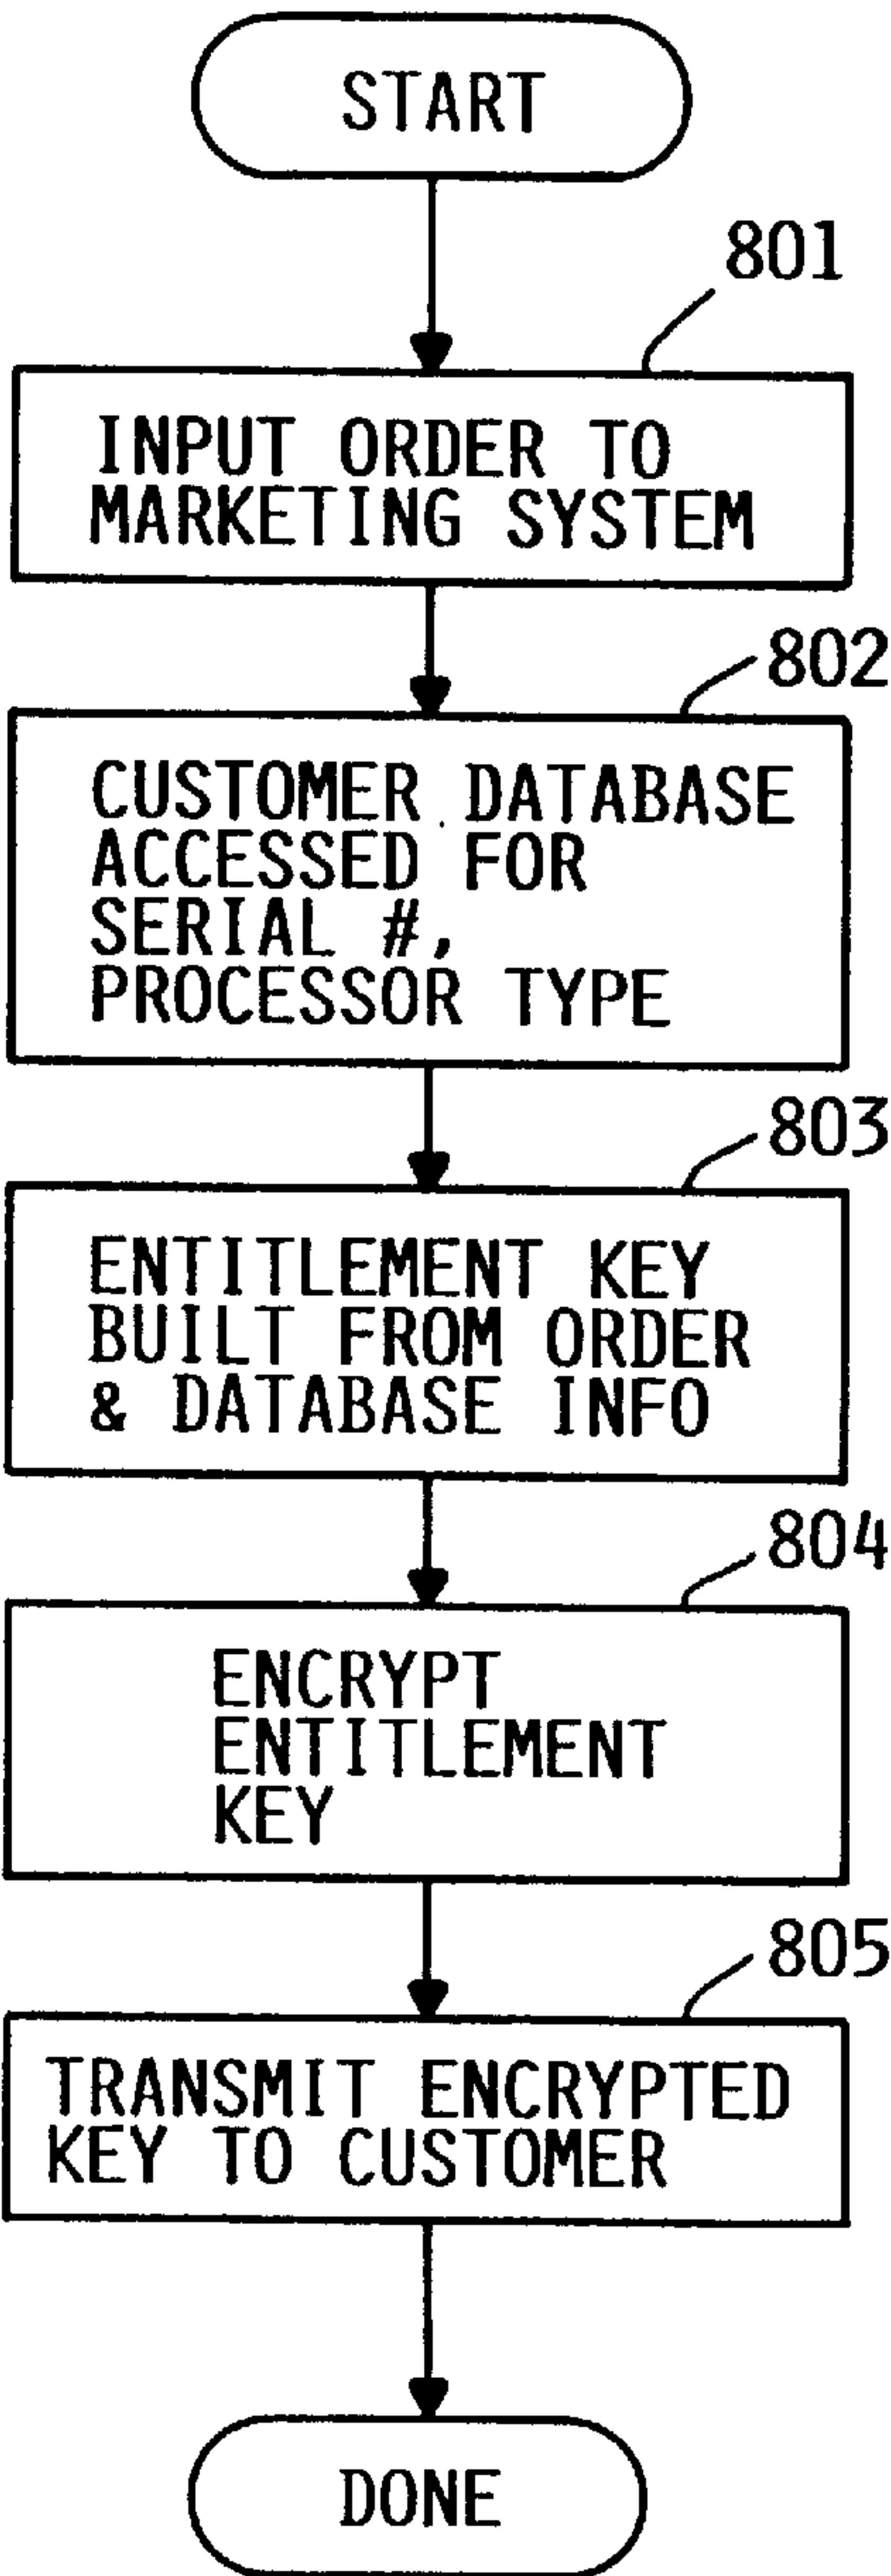 START
801
INPUT ORDER TO
MARKETING SYSTEM
802
CUSTOMER DATABASE
ACCESSED FOR
SERIAL #,
PROCESSOR TYPE
803
ENTITLEMENT KEY
BUILT FROM ORDER
& DATABASE INFO
804
ENCRYPT
ENTITLEMENT
KEY
805
TRANSMIT ENCRYPTED
KEY TO CUSTOMER
DONE